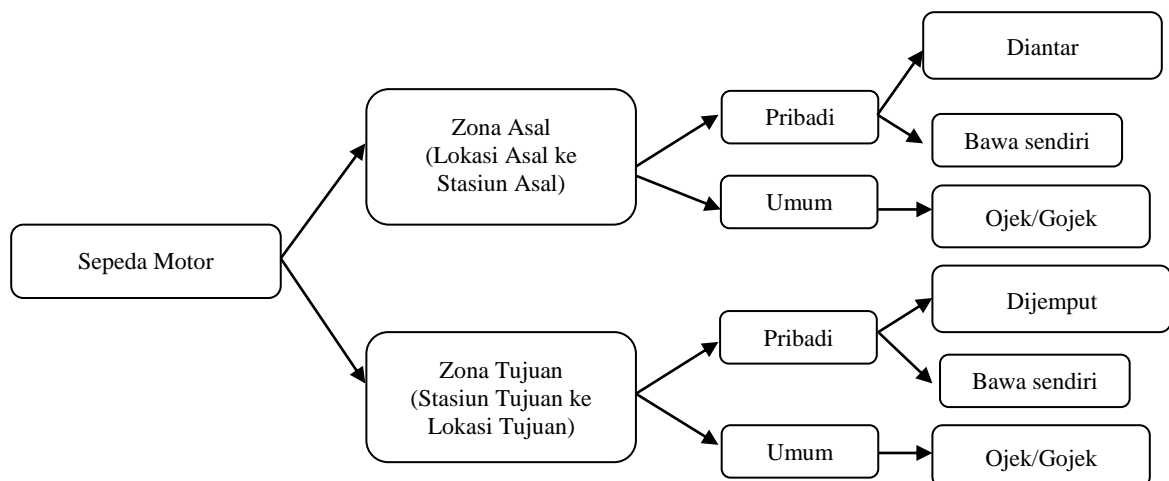 Sepeda Motor
Zona Asal
(Lokasi Asal ke
Stasiun Asal)
Pribadi
Diantar
Bawa sendiri
Umum
Ojek/Gojek
Zona Tujuan
(Stasiun Tujuan ke
Lokasi Tujuan)
Pribadi
Dijemput
Bawa sendiri
Umum
Ojek/Gojek